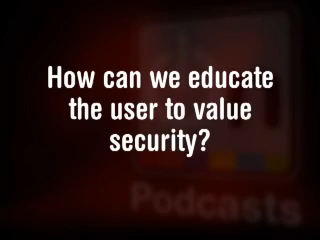 How can we educate
the user to value
security?
Podcasts